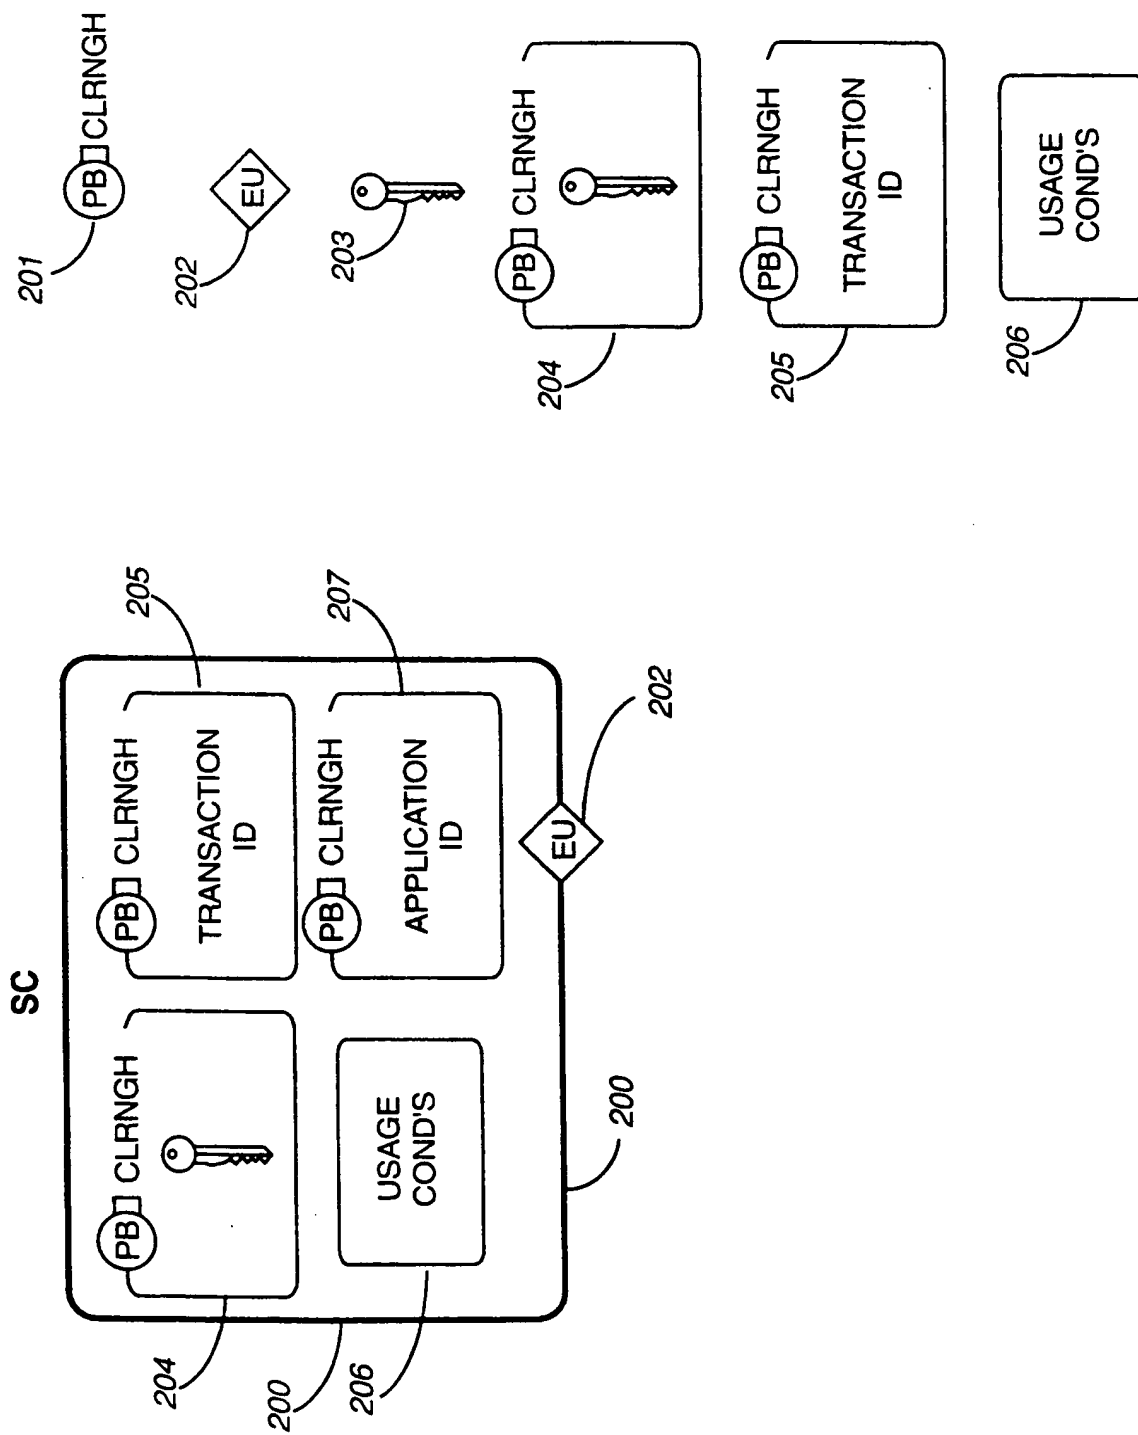 SC
204
PB CLRNGH
PB CLRNGH
TRANSACTION
ID
205
200
206
USAGE
COND'S
PB CLRNGH
APPLICATION
ID
207
EU
200
202
201
PB CLRNGH
202
EU
203
204
PB CLRNGH
205
PB CLRNGH
TRANSACTION
ID
206
USAGE
COND'S